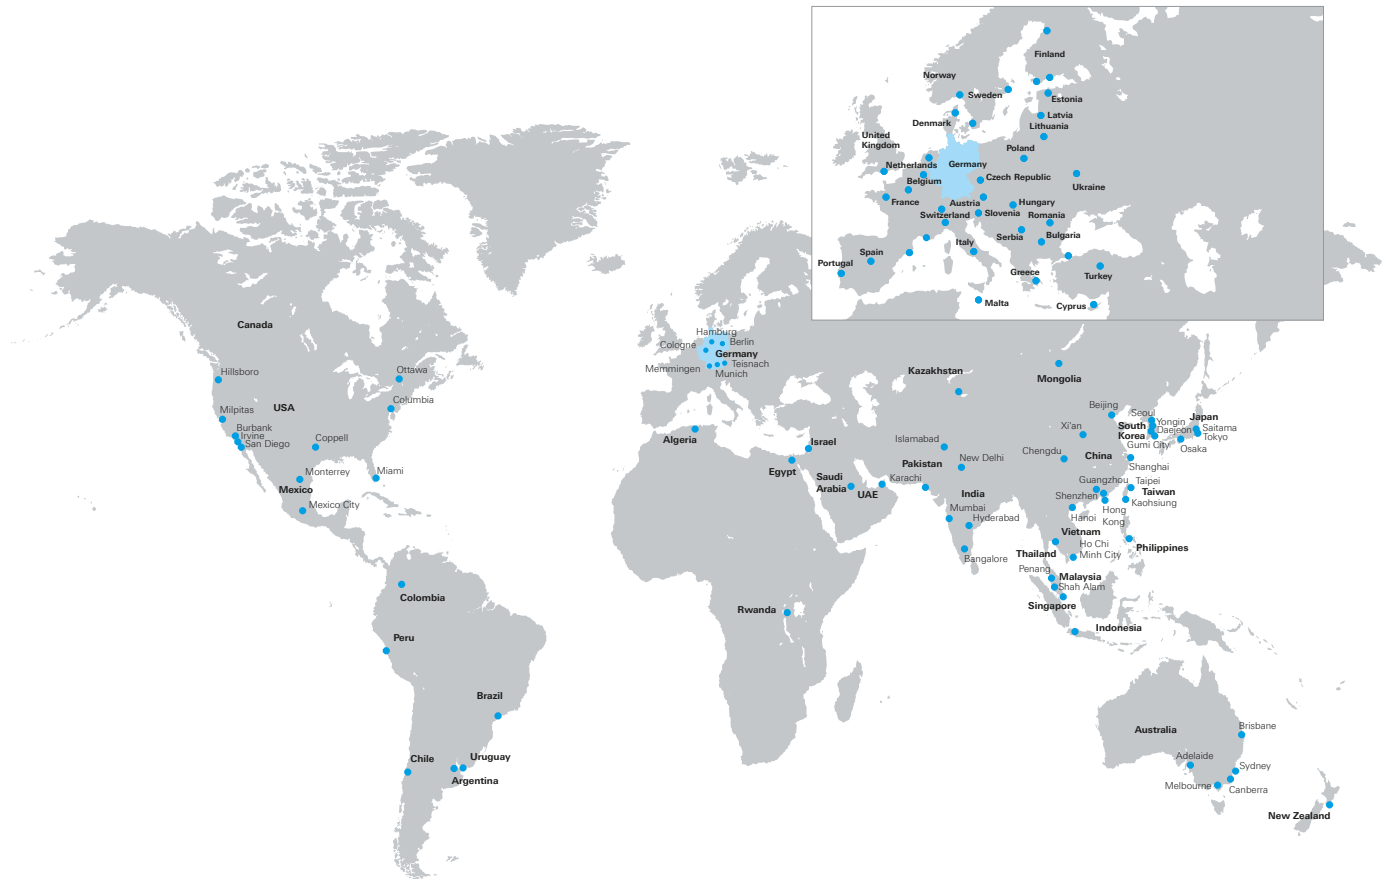 Finland
Norway
Sweden
Estonia
Latvia
Denmark
Lithuania
United
Kingdom
Poland
Netherlands
Germany
Czech Republic
Belgium
Ukraine
France
Austria
Hungary
Switzerland
Slovenia
Romania
Serbia
Bulgaria
Italy
Spain
Portugal
Greece
Turkey
Malta
Cyprus
Canada
Hillsboro
Ottawa
Milpitas
USA
Columbia
Burbank
Irvine
San Diego
Coppell
Monterrey
Miami
Mexico
Mexico City
Colombia
Peru
Brazil
Chile
Uruguay
Argentina
Hamburg
Cologne
Berlin
Germany
Memmingen
Teisnach
Munich
Algeria
Israel
Egypt
Saudi
Arabia
UAE
Rwanda
Kazakhstan
Mongolia
Islamabad
Pakistan
New Delhi
Karachi
India
Mumbai
Hyderabad
Bangalore
Beijing
Seoul
Japan
Xi'an
South
Korea
Yongin
Daejeon
Saitama
Tokyo
Gumi City
Osaka
Chengdu
China
Shanghai
Guangzhou
Taipei
Shenzhen
Taiwan
Kaohsiung
Hong
Kong
Hanoi
Vietnam
Ho Chi
Minh City
Thailand
Philippines
Penang
Malaysia
Shah Alam
Singapore
Indonesia
Australia
Brisbane
Adelaide
Sydney
Melbourne
Canberra
New Zealand